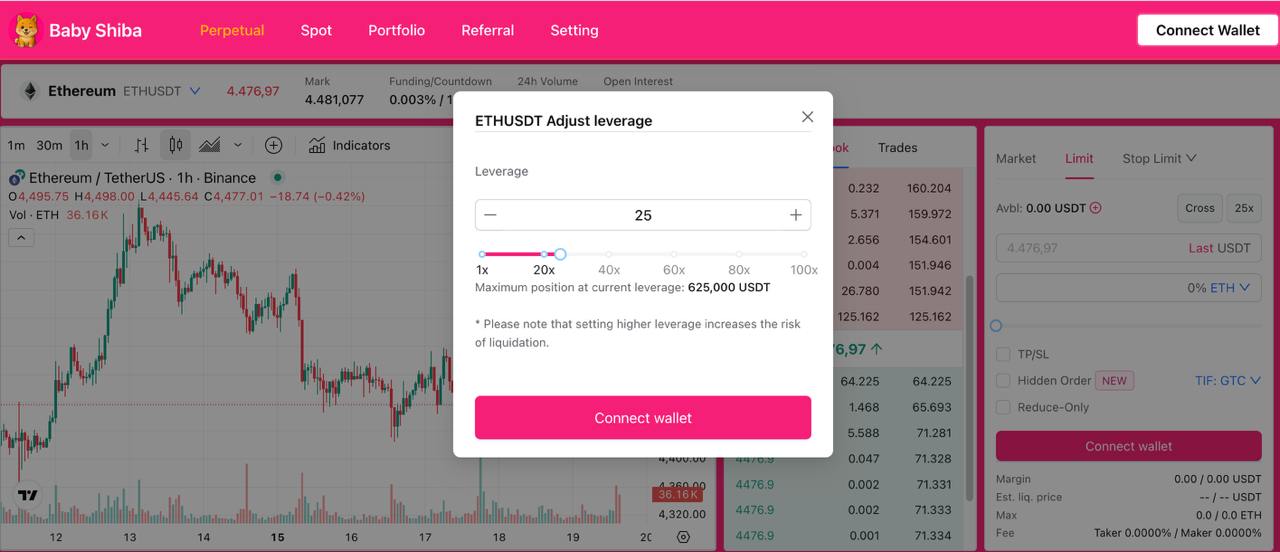 Baby Shiba
Perpetual
Spot
Portfolio
Referral
Setting
Connect Wallet
Ethereum ETHUSDT
4.476,97
Mark
4.481,077
Funding/Countdown
0.003% / 1
24h Volume
Open Interest
1m 30m 1h
Indicators
Ethereum / TetherUS · 1h · Binance
O4,495.75 H4,498.00 L4,445.64 C4,477.01 −18.74 (−0.42%)
Vol · ETH 36.16 K
4,400.00
4,360.00
36.16 K
4,320.00
12 13 14 15 16 17 18 19 20
ETHUSDT Adjust leverage
Leverage
25
1x 20x 40x 60x 80x 100x
Maximum position at current leverage: 625,000 USDT
* Please note that setting higher leverage increases the risk
of liquidation.
Connect wallet
ook
Trades
0.232 160.204
5.371 159.972
2.656 154.601
0.004 151.946
26.780 151.942
125.162 125.162
76,97
64.225 64.225
1.468 65.693
5.588 71.281
4476.9 0.047 71.328
4476.9 0.002 71.331
4476.9 0.002 71.333
4476.9 0.001 71.334
Market
Limit
Stop Limit
Avbl: 0.00 USDT
Cross
25x
4.476,97
Last USDT
0% ETH
TP/SL
Hidden Order NEW
TIF: GTC
Reduce-Only
Connect wallet
Margin 0.00 / 0.00 USDT
Est. liq. price -- / -- USDT
Max 0.0 / 0.0 ETH
Fee Taker 0.0000% / Maker 0.0000%